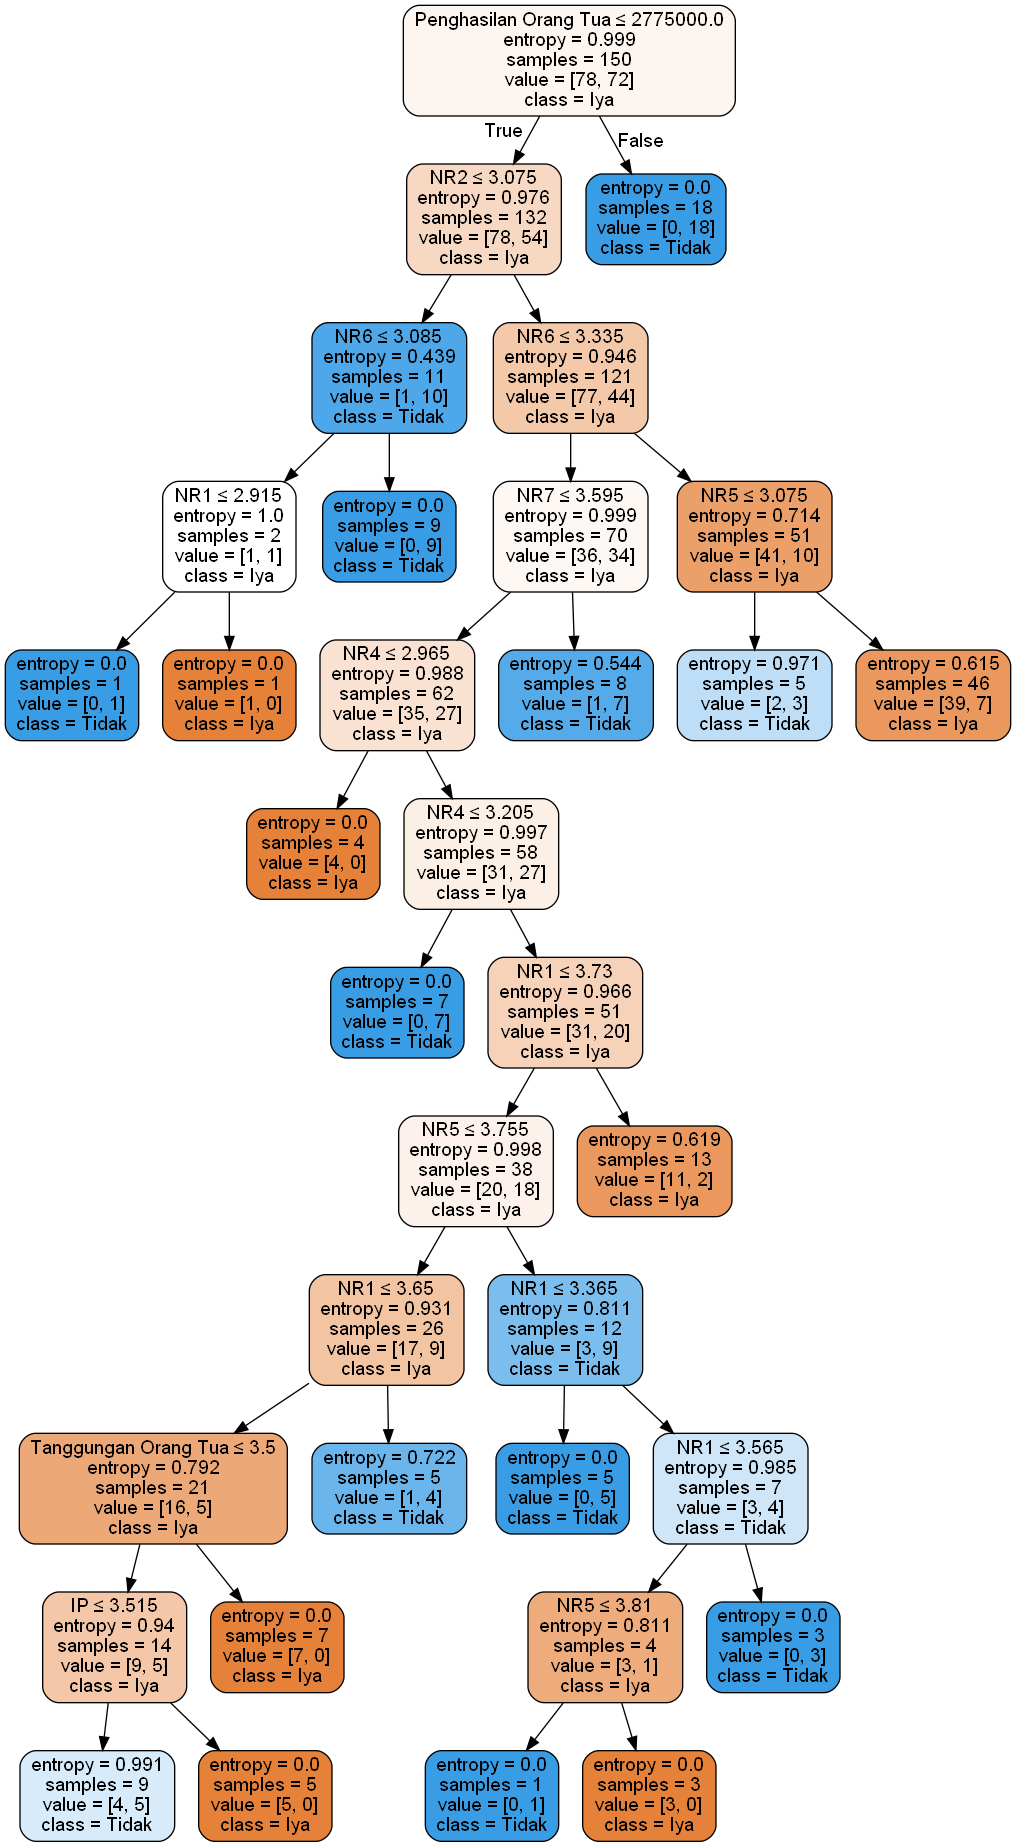 Penghasilan Orang Tua ≤ 2775000.0
entropy = 0.999
samples = 150
value = [78, 72]
class = Iya
True
False
NR2 ≤ 3.075
entropy = 0.976
samples = 132
value = [78, 54]
class = Iya
entropy = 0.0
samples = 18
value = [0, 18]
class = Tidak
NR6 ≤ 3.085
entropy = 0.439
samples = 11
value = [1, 10]
class = Tidak
NR6 ≤ 3.335
entropy = 0.946
samples = 121
value = [77, 44]
class = Iya
NR1 ≤ 2.915
entropy = 1.0
samples = 2
value = [1, 1]
class = Iya
entropy = 0.0
samples = 9
value = [0, 9]
class = Tidak
NR7 ≤ 3.595
entropy = 0.999
samples = 70
value = [36, 34]
class = Iya
NR5 ≤ 3.075
entropy = 0.714
samples = 51
value = [41, 10]
class = Iya
entropy = 0.0
samples = 1
value = [0, 1]
class = Tidak
entropy = 0.0
samples = 1
value = [1, 0]
class = Iya
NR4 ≤ 2.965
entropy = 0.988
samples = 62
value = [35, 27]
class = Iya
entropy = 0.544
samples = 8
value = [1, 7]
class = Tidak
entropy = 0.971
samples = 5
value = [2, 3]
class = Tidak
entropy = 0.615
samples = 46
value = [39, 7]
class = Iya
entropy = 0.0
samples = 4
value = [4, 0]
class = Iya
NR4 ≤ 3.205
entropy = 0.997
samples = 58
value = [31, 27]
class = Iya
entropy = 0.0
samples = 7
value = [0, 7]
class = Tidak
NR1 ≤ 3.73
entropy = 0.966
samples = 51
value = [31, 20]
class = Iya
NR5 ≤ 3.755
entropy = 0.998
samples = 38
value = [20, 18]
class = Iya
entropy = 0.619
samples = 13
value = [11, 2]
class = Iya
NR1 ≤ 3.65
entropy = 0.931
samples = 26
value = [17, 9]
class = Iya
NR1 ≤ 3.365
entropy = 0.811
samples = 12
value = [3, 9]
class = Tidak
Tanggungan Orang Tua ≤ 3.5
entropy = 0.792
samples = 21
value = [16, 5]
class = Iya
entropy = 0.722
samples = 5
value = [1, 4]
class = Tidak
entropy = 0.0
samples = 5
value = [0, 5]
class = Tidak
NR1 ≤ 3.565
entropy = 0.985
samples = 7
value = [3, 4]
class = Tidak
IP ≤ 3.515
entropy = 0.94
samples = 14
value = [9, 5]
class = Iya
entropy = 0.0
samples = 7
value = [7, 0]
class = Iya
NR5 ≤ 3.81
entropy = 0.811
samples = 4
value = [3, 1]
class = Iya
entropy = 0.0
samples = 3
value = [0, 3]
class = Tidak
entropy = 0.991
samples = 9
value = [4, 5]
class = Tidak
entropy = 0.0
samples = 5
value = [5, 0]
class = Iya
entropy = 0.0
samples = 1
value = [0, 1]
class = Tidak
entropy = 0.0
samples = 3
value = [3, 0]
class = Iya